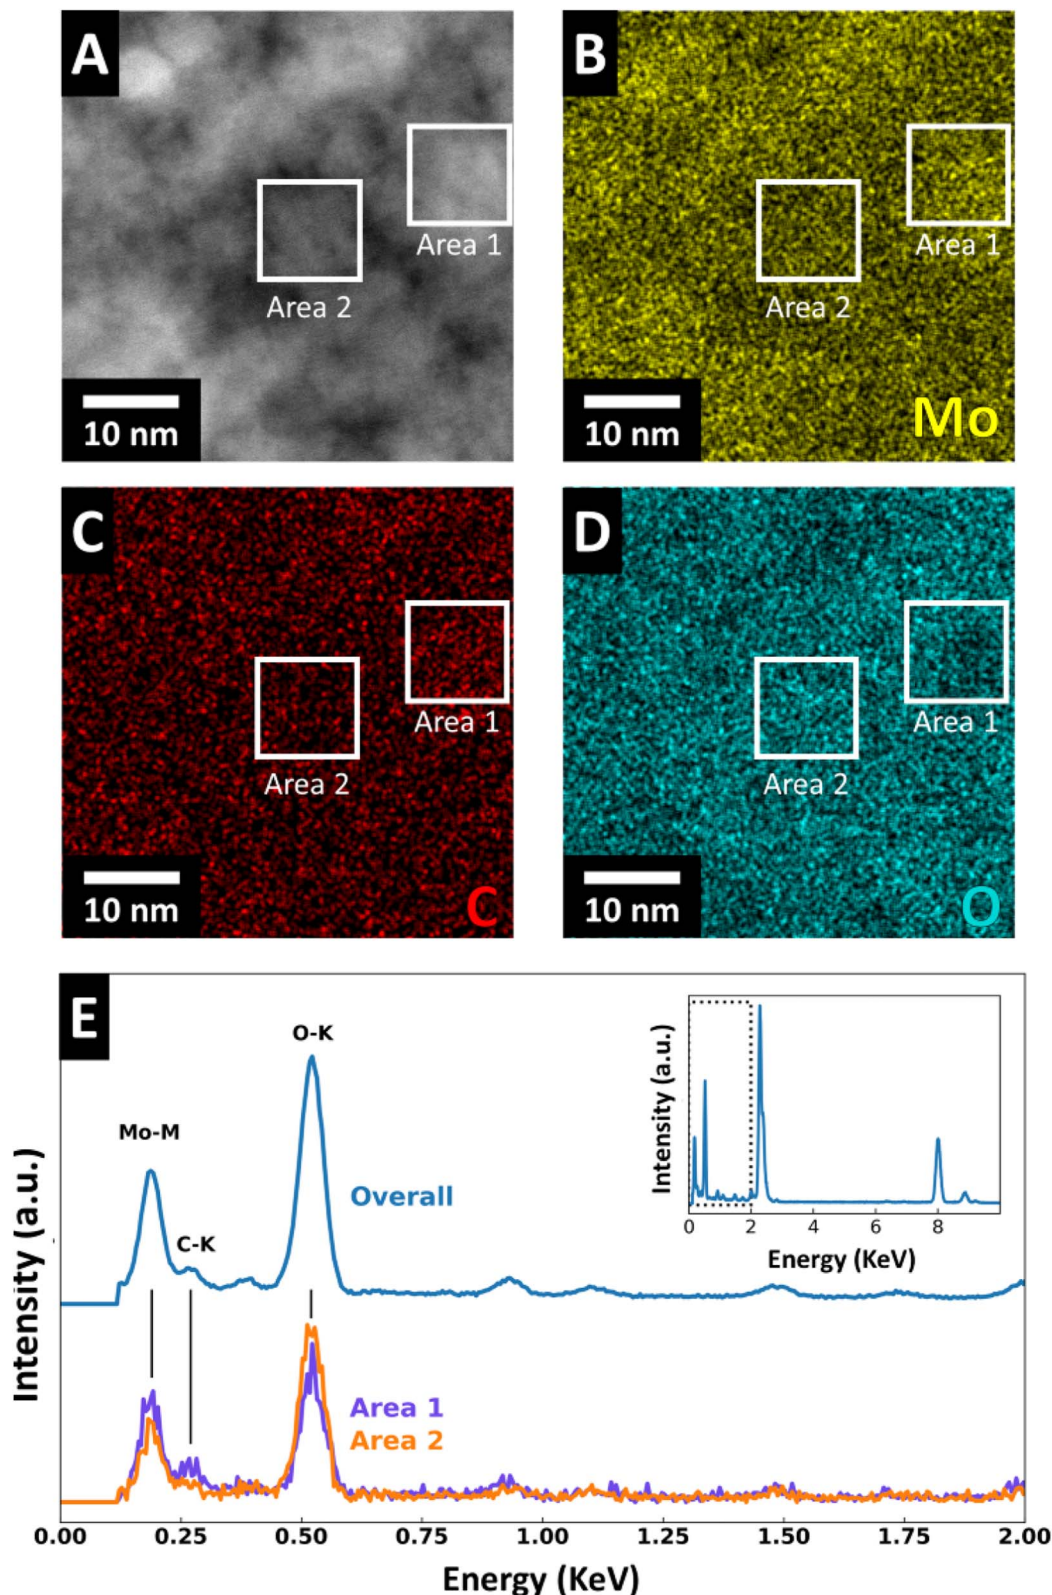 A
Area 1
Area 2
10 nm
B
Area 1
Area 2
10 nm
Mo
C
Area 1
Area 2
10 nm
C
D
Area 1
Area 2
10 nm
O
E
Intensity (a.u.)
Mo-M
C-K
O-K
Overall
Area 1
Area 2
0.00 0.25 0.50 0.75 1.00 1.25 1.50 1.75 2.00
Energy (KeV)
Intensity (a.u.)
0 2 4 6 8
Energy (KeV)